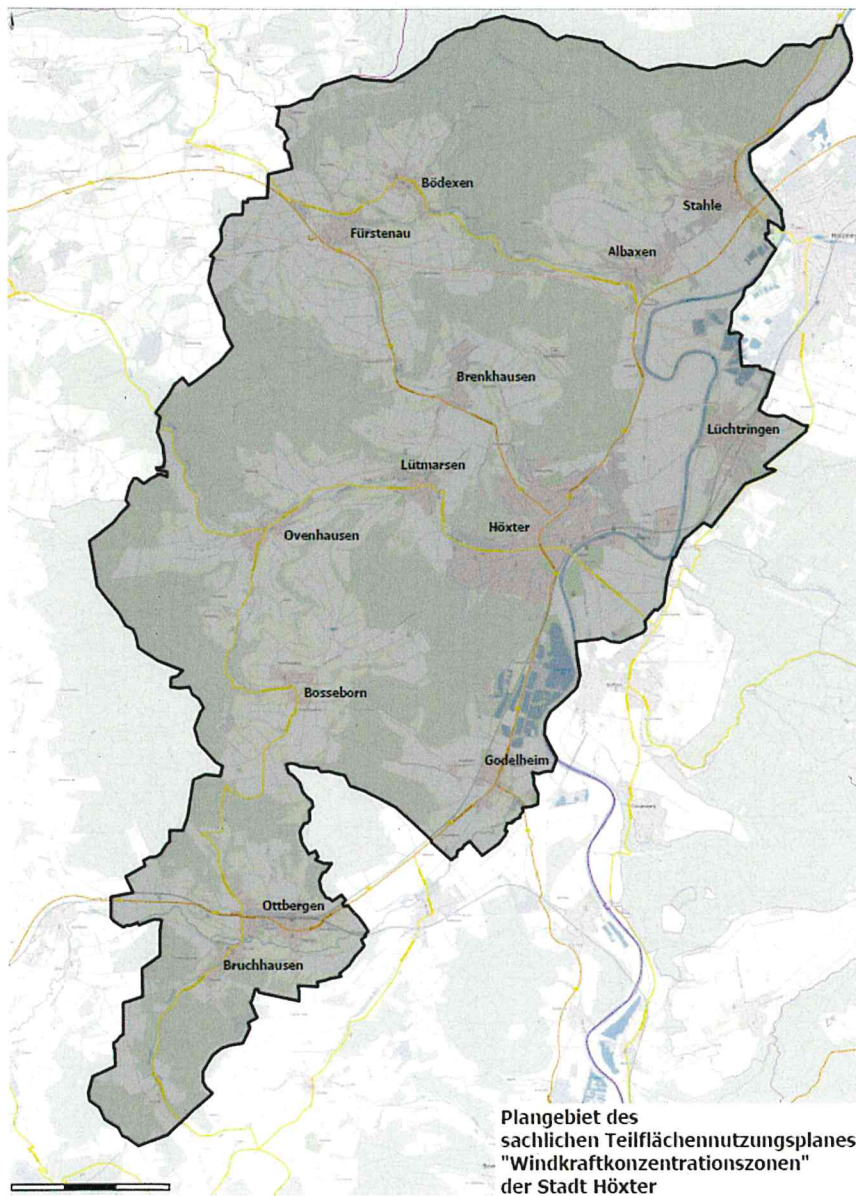 Bödexen
Stahle
Fürstenau
Albaxen
Brenkhausen
Lüchtringen
Lütmarsen
Höxter
Ovenhausen
Bosseborn
Godelheim
Ottbergen
Bruchhausen
Plangebiet des
sachlichen Teilflächennutzungsplanes
"Windkraftkonzentrationszonen"
der Stadt Höxter